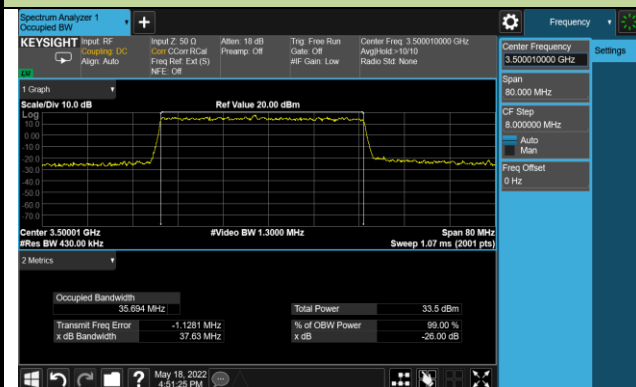 Spectrum Analyzer 1
Occupied BW
Frequency
KEYSIGHT
Input: RF
Coupling: DC
Align: Auto
Input Z: 50 Ω
Corr CCorr RCal
Freq Ref: Ext (S)
NFE: Off
Atten: 18 dB
Preamp: Off
Trig: Free Run
Gate: Off
#IF Gain: Low
Center Freq: 3.500010000 GHz
Avg|Hold:>10/10
Radio Std: None
Center Frequency
3.500010000 GHz
Settings
Span
80.000 MHz
CF Step
8.000000 MHz
Auto
Man
Freq Offset
0 Hz
1 Graph
Scale/Div 10.0 dB
Ref Value 20.00 dBm
Log
10.0
0.00
-10.0
-20.0
-30.0
-40.0
-50.0
-60.0
-70.0
Center 3.50001 GHz
#Video BW 1.3000 MHz
Span 80 MHz
#Res BW 430.00 kHz
Sweep 1.07 ms (2001 pts)
2 Metrics
Occupied Bandwidth
35.694 MHz
Total Power
33.5 dBm
Transmit Freq Error
-1.1281 MHz
% of OBW Power
99.00 %
x dB Bandwidth
37.63 MHz
x dB
-26.00 dB
?
May 18, 2022
4:51:25 PM